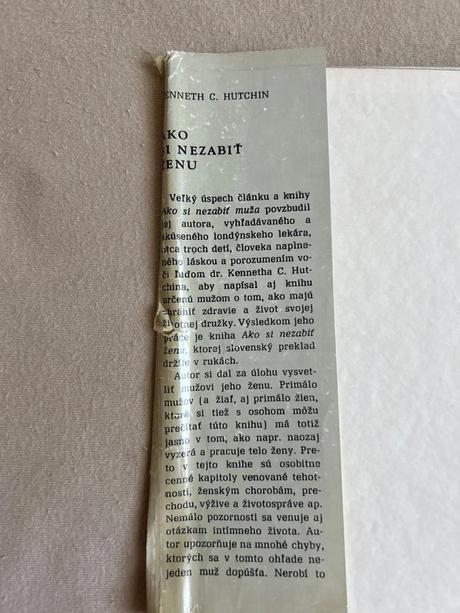 ENNETH C. HUTCHIN
AKO
SI NEZABIŤ
ŽENU
Veľký úspech článku a knihy
Ako si nezabiť muža povzbudil
jej autora, vyhľadávaného a
skúseného londýnskeho lekára,
otca troch detí, človeka naplne-
ného láskou a porozumením vo-
či ľuďom dr. Kennetha C. Hut-
china, aby napísal aj knihu
určenú mužom o tom, ako majú
chrániť zdravie a život svojej
životnej družky. Výsledkom jeho
práce je kniha Ako si nezabiť
ženu, ktorej slovenský preklad
držíte v rukách.
Autor si dal za úlohu vysvet-
liť mužovi jeho ženu. Primálo
mužov (a žiaľ, aj primálo žien,
ktoré si tiež s osohom môžu
prečítať túto knihu) má totiž
jasno v tom, ako napr. naozaj
vyzerá a pracuje telo ženy. Pre-
to v tejto knihe sú osobitne
cenné kapitoly venované tehot-
nosti, ženským chorobám, pre-
chodu, výžive a životospráve ap.
Nemálo pozornosti sa venuje aj
otázkam intímneho života. Au-
tor upozorňuje na mnohé chyby,
ktorých sa v tomto ohľade ne-
jeden muž dopúšťa. Nerobí to